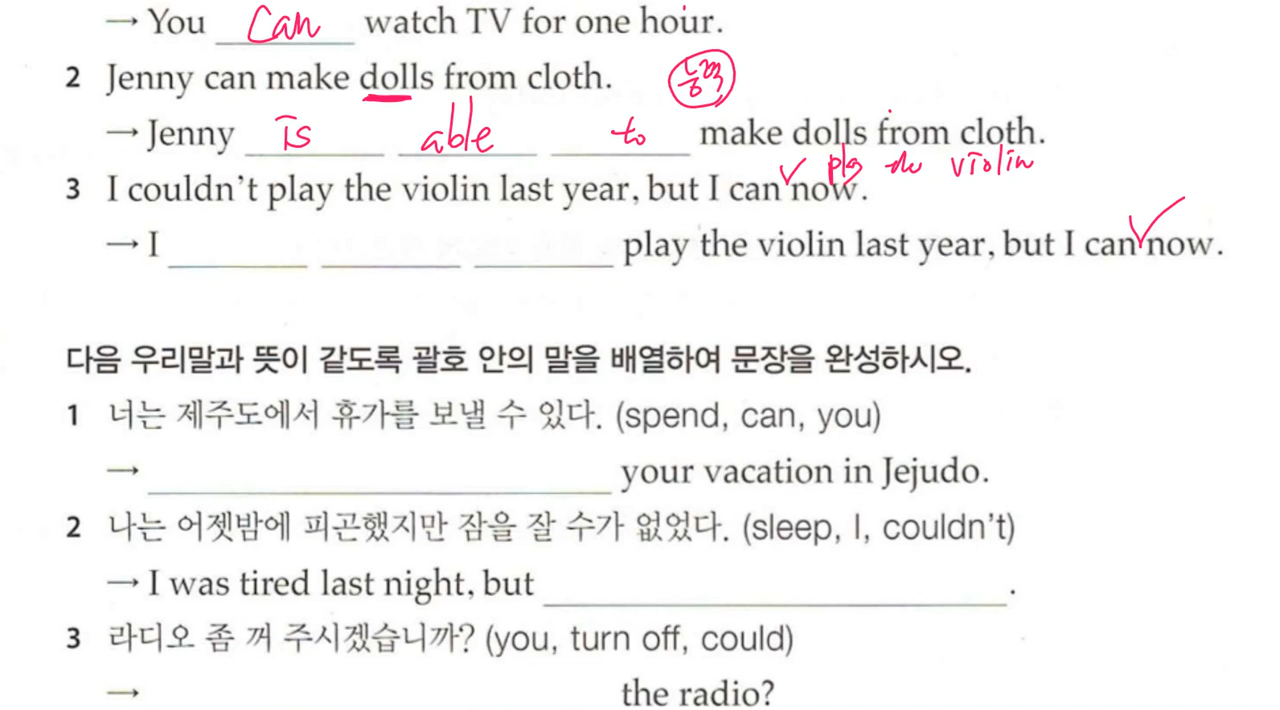 → You can watch TV for one hour.
2 Jenny can make dolls from cloth. 능력
→ Jenny is able to make dolls from cloth.
play the violin
3 I couldn't play the violin last year, but I can now.
→ I ___ ___ ___ play the violin last year, but I can now.
다음 우리말과 뜻이 같도록 괄호 안의 말을 배열하여 문장을 완성하시오.
1 너는 제주도에서 휴가를 보낼 수 있다. (spend, can, you)
→ ___ your vacation in Jejudo.
2 나는 어젯밤에 피곤했지만 잠을 잘 수가 없었다. (sleep, I, couldn't)
→ I was tired last night, but ___.
3 라디오 좀 꺼 주시겠습니까? (you, turn off, could)
→ the radio?